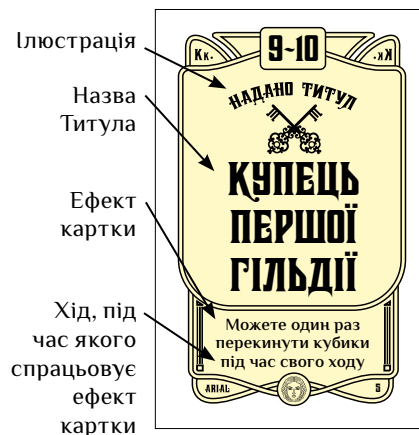 Ілюстрація
Назва
Титула
Ефект
картки
Хід, під
час якого
спрацьовує
ефект
картки
Кк.
9-10
Кк.
НАДАНО ТИТУЛ
КУПЕЦЬ
ПЕРШОЇ
ГІЛЬДІЇ
Можете один раз
перекинути кубики
під час свого ходу
ARIAL
5